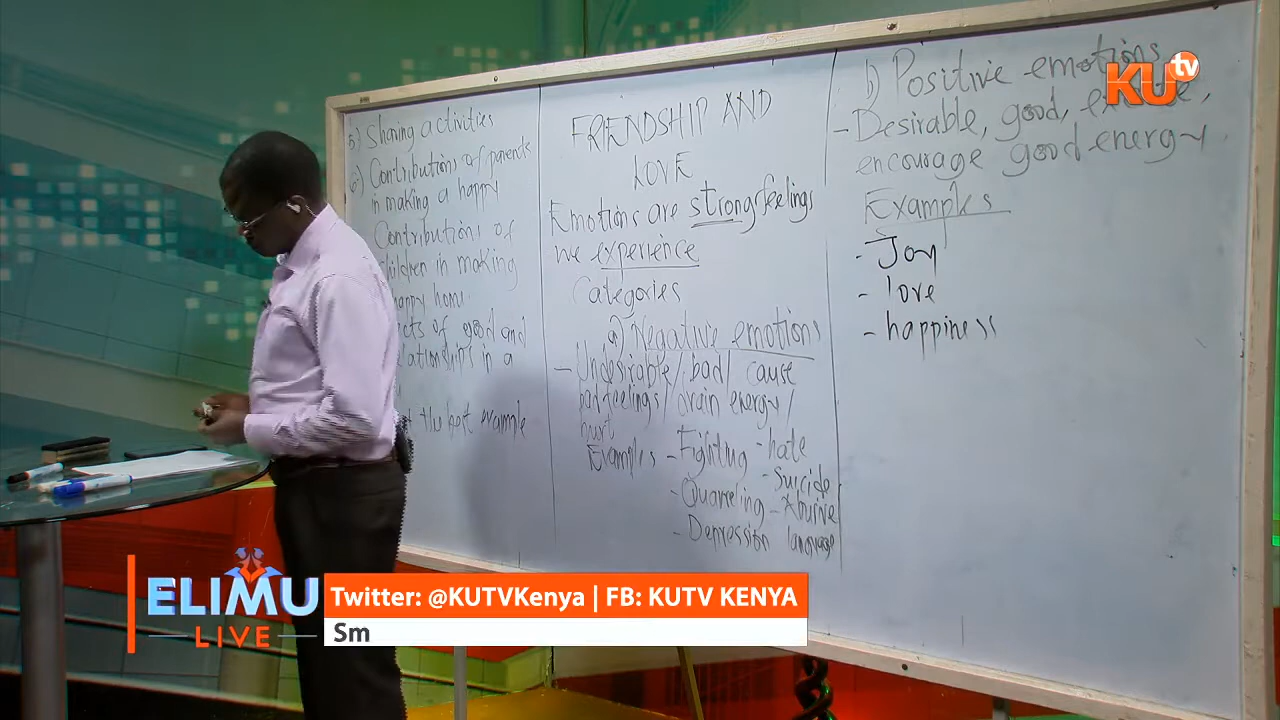 5) Sharing activities
6) Contributions of parents
in making a happy
Contributions of
children in making
happy home
of good and
relationships in a
the best example
FRIENDSHIP AND
LOVE
Emotions are strong feelings
we experience
Categories
a) Negative emotions
- Undesirable/bad/ cause
bad feelings/drain energy/
hurt
Examples - Fighting - hate
- Suicide
- Quarreling - Abusive
- Depression language
b) Positive emotions
- Desirable, good,
encourage good energy
Examples
- Joy
- love
- happiness
KU tv
ELIMU
LIVE
Twitter: @KUTVKenya | FB: KUTV KENYA
Sm